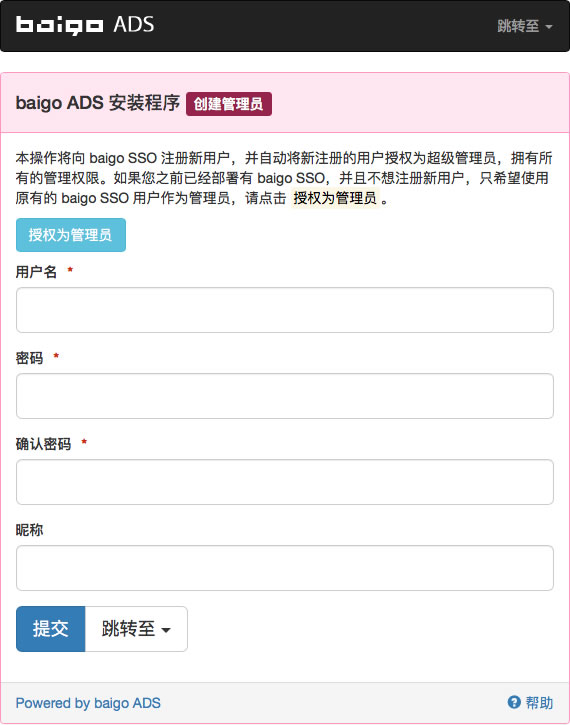 baigo ADS
跳转至
baigo ADS 安装程序 创建管理员
本操作将向 baigo SSO 注册新用户，并自动将新注册的用户授权为超级管理员，拥有所
有的管理权限。如果您之前已经部署有 baigo SSO，并且不想注册新用户，只希望使用
原有的 baigo SSO 用户作为管理员，请点击 授权为管理员 。
授权为管理员
用户名 *
密码 *
确认密码 *
昵称
提交 跳转至
Powered by baigo ADS
帮助